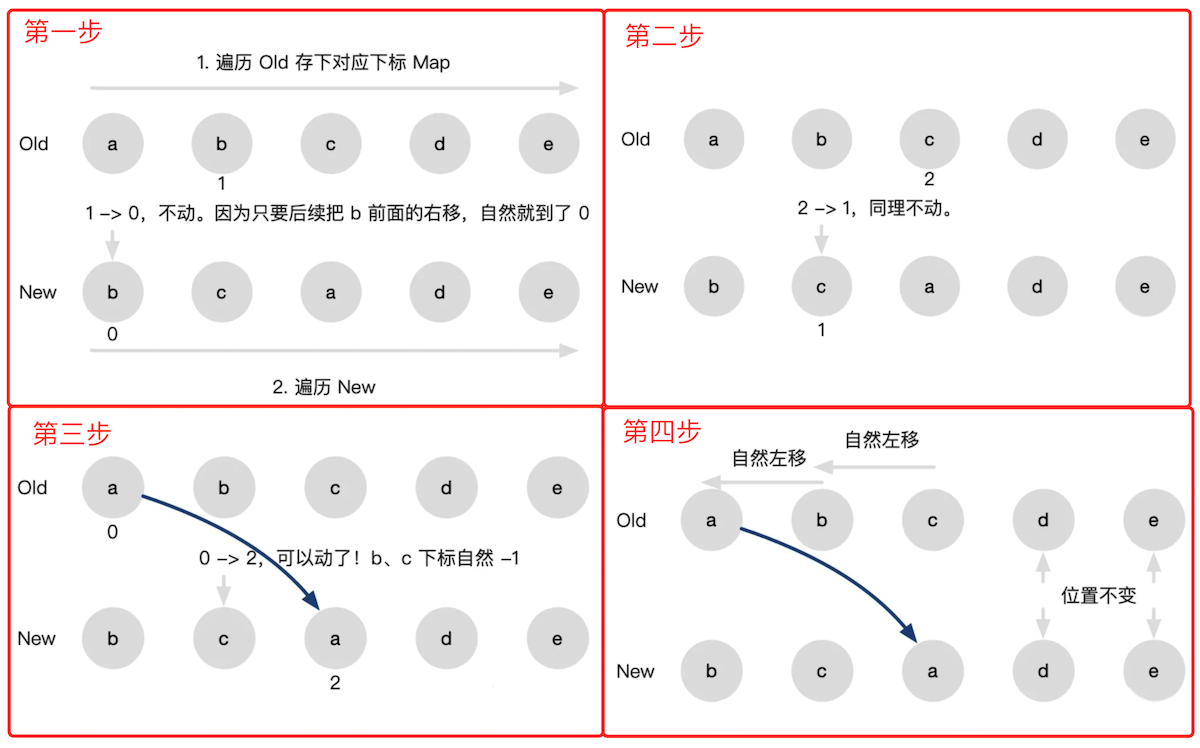 第一步
1. 遍历 Old 存下对应下标 Map
Old a b c d e
1
1 –> 0，不动。因为只要后续把 b 前面的右移，自然就到了 0
New b c a d e
0
2. 遍历 New
第二步
Old a b c d e
2
2 –> 1，同理不动。
New b c a d e
1
第三步
Old a b c d e
0
0 –> 2，可以动了！b、c 下标自然 –1
New b c a d e
2
第四步
自然左移
自然左移
Old a b c d e
位置不变
New b c a d e